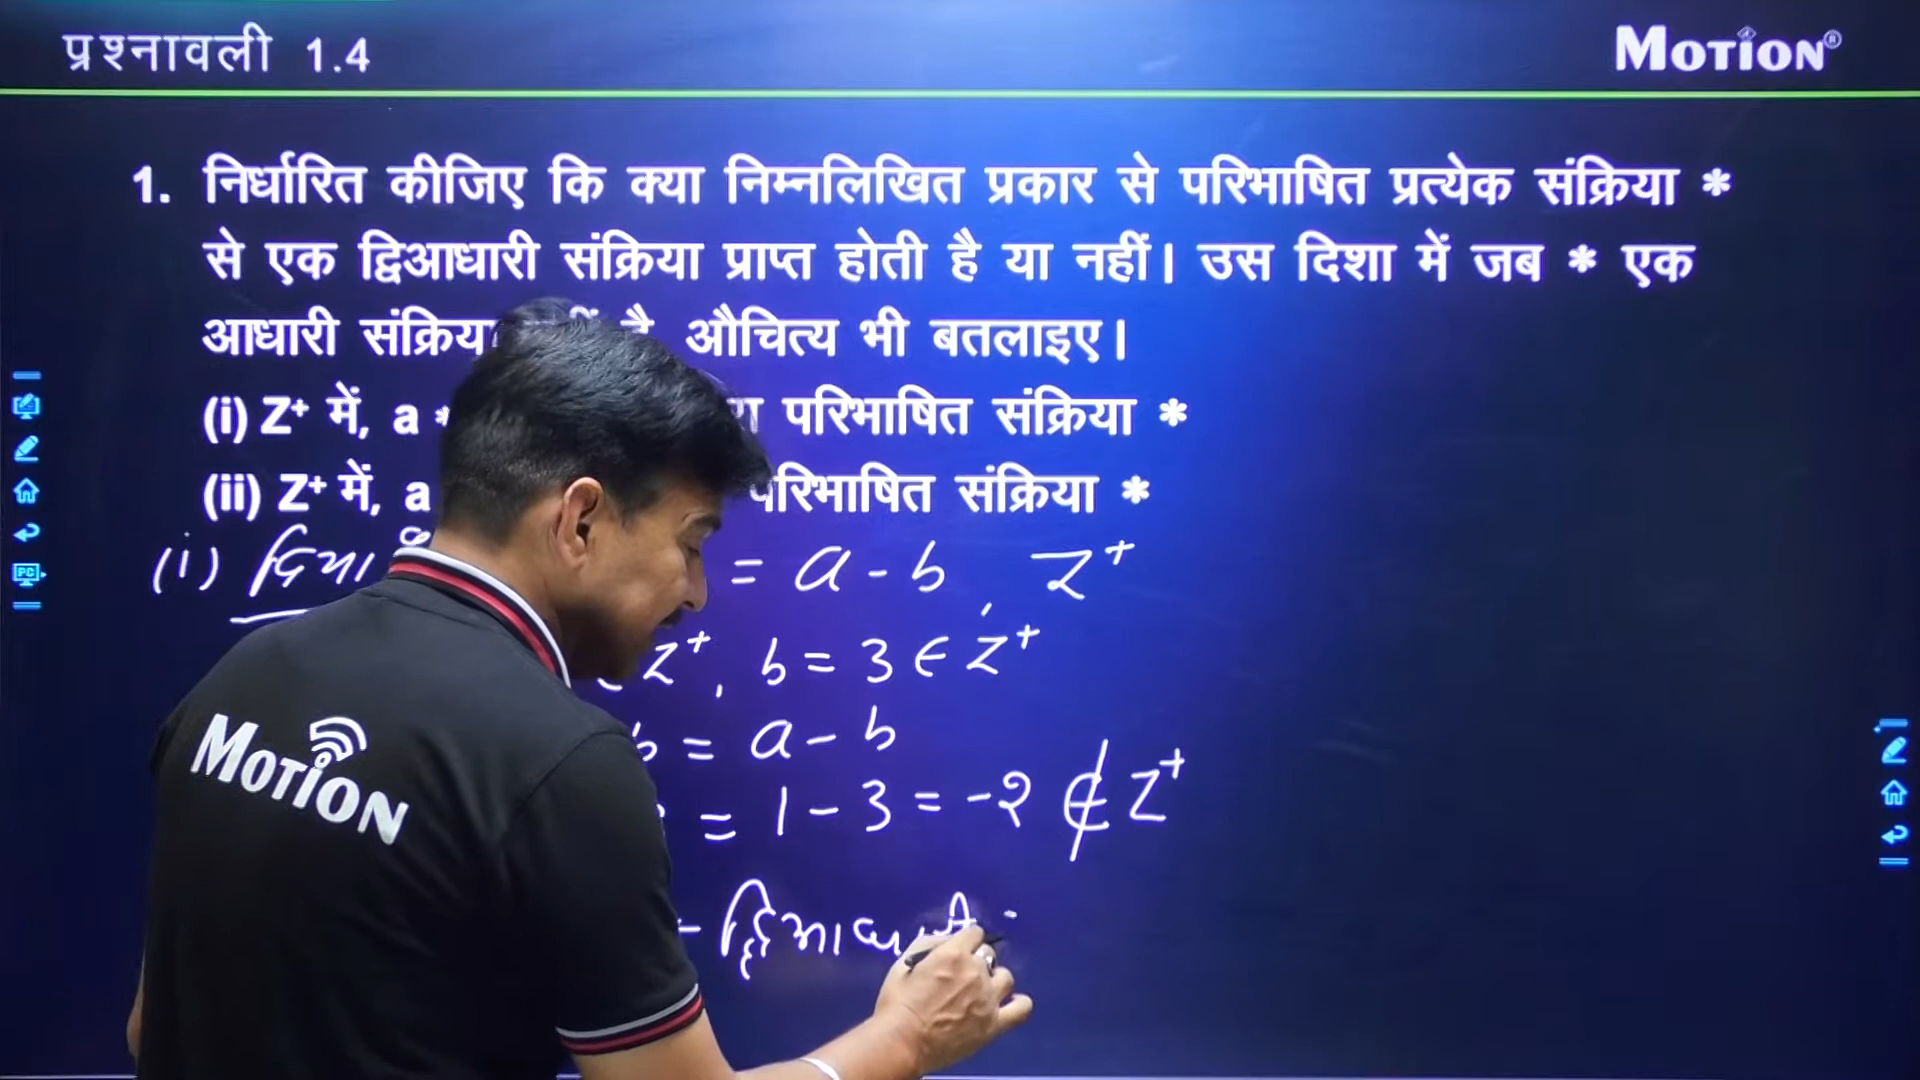 प्रश्नावली 1.4
MOTION®
1. निर्धारित कीजिए कि क्या निम्नलिखित प्रकार से परिभाषित प्रत्येक संक्रिया *
से एक द्विआधारी संक्रिया प्राप्त होती है या नहीं। उस दिशा में जब * एक
आधारी संक्रिया है, औचित्य भी बतलाइए।
(i) Z⁺ में, a * परिभाषित संक्रिया *
(ii) Z⁺ में, a परिभाषित संक्रिया *
(i) = a - b, Z⁺
Z⁺, b = 3 ∈ Z⁺
b = a - b
= 1 - 3 = -2 ∉ Z⁺
MOTION
PC